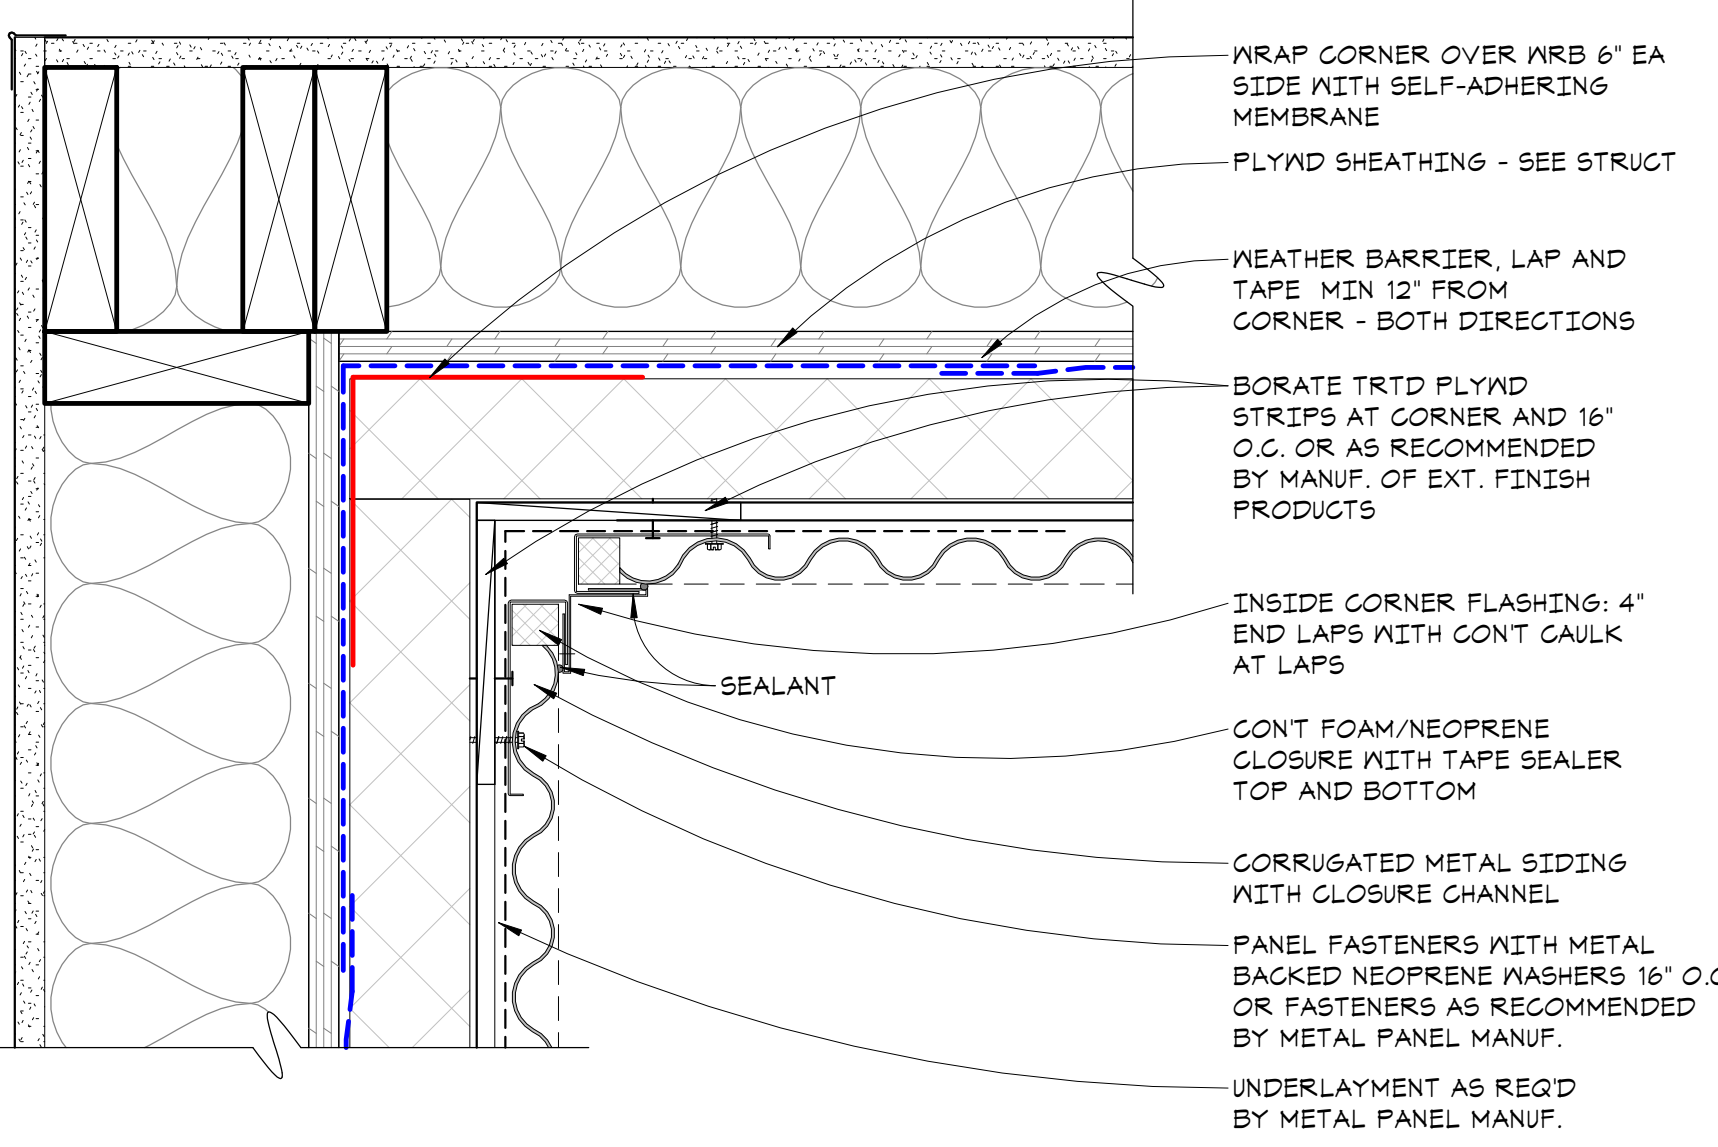 WRAP CORNER OVER WRB 6" EA
SIDE WITH SELF-ADHERING
MEMBRANE
PLYWD SHEATHING - SEE STRUCT
WEATHER BARRIER, LAP AND
TAPE MIN 12" FROM
CORNER - BOTH DIRECTIONS
BORATE TRTD PLYWD
STRIPS AT CORNER AND 16"
O.C. OR AS RECOMMENDED
BY MANUF. OF EXT. FINISH
PRODUCTS
INSIDE CORNER FLASHING: 4"
END LAPS WITH CON'T CAULK
AT LAPS
SEALANT
CON'T FOAM/NEOPRENE
CLOSURE WITH TAPE SEALER
TOP AND BOTTOM
CORRUGATED METAL SIDING
WITH CLOSURE CHANNEL
PANEL FASTENERS WITH METAL
BACKED NEOPRENE WASHERS 16" O.C
OR FASTENERS AS RECOMMENDED
BY METAL PANEL MANUF.
UNDERLAYMENT AS REQ'D
BY METAL PANEL MANUF.